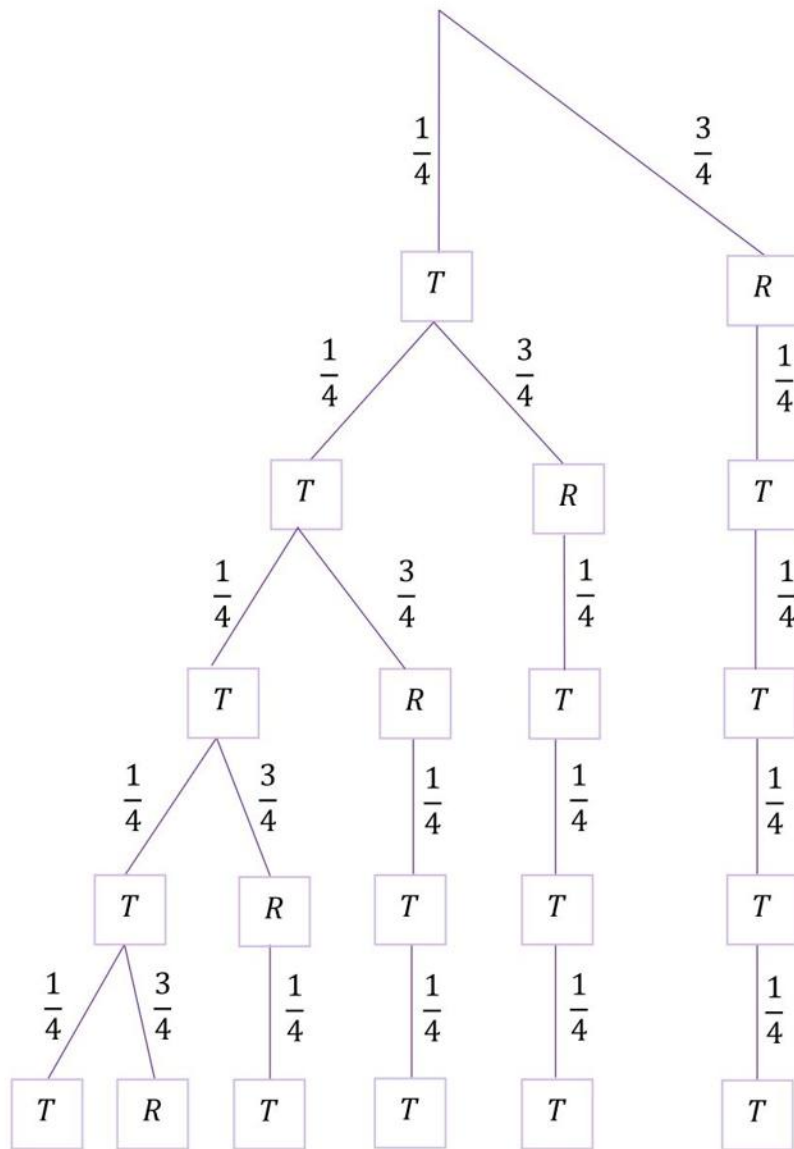 1/4 3/4
T R
1/4 3/4 1/4
T R T
1/4 3/4 1/4 1/4
T R T T
1/4 3/4 1/4 1/4 1/4
T R T T T
1/4 3/4 1/4 1/4 1/4 1/4
T R T T T T